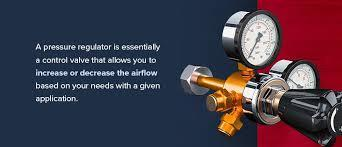 A pressure regulator is essentially
a control valve that allows you to
increase or decrease the airflow
based on your needs with a given
application.